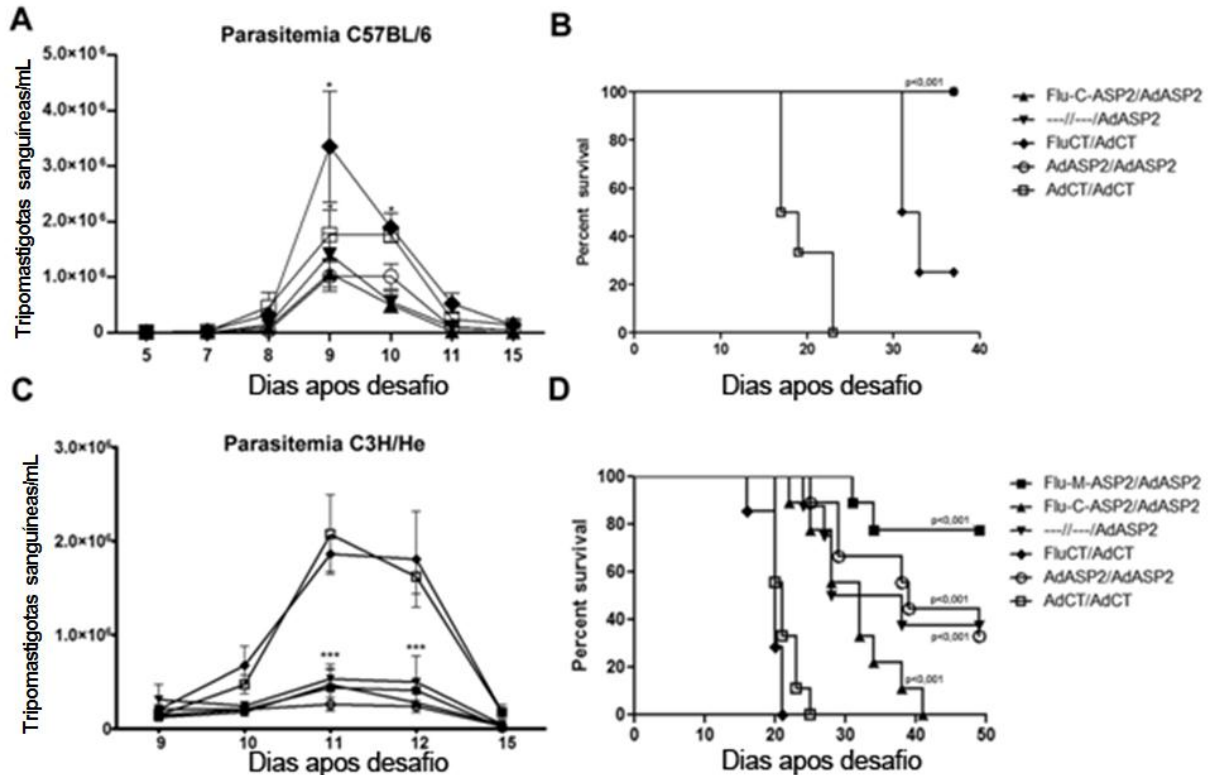 A
Parasitemia C57BL/6
Tripomastigotas sanguíneas/mL
5.0×10⁶
4.0×10⁶
3.0×10⁶
2.0×10⁶
1.0×10⁶
0
*
*
5 7 8 9 10 11 15
Dias apos desafio
B
Percent survival
100
80
60
40
20
0
p<0,001
0 10 20 30 40
Dias apos desafio
Flu-C-ASP2/AdASP2
---//---/AdASP2
FluCT/AdCT
AdASP2/AdASP2
AdCT/AdCT
C
Parasitemia C3H/He
Tripomastigotas sanguíneas/mL
3.0×10⁶
2.0×10⁶
1.0×10⁶
0
***
***
9 10 11 12 15
Dias apos desafio
D
Percent survival
100
80
60
40
20
0
p<0,001
p<0,001
p<0,001
p<0,001
0 10 20 30 40 50
Dias apos desafio
Flu-M-ASP2/AdASP2
Flu-C-ASP2/AdASP2
---//---/AdASP2
FluCT/AdCT
AdASP2/AdASP2
AdCT/AdCT